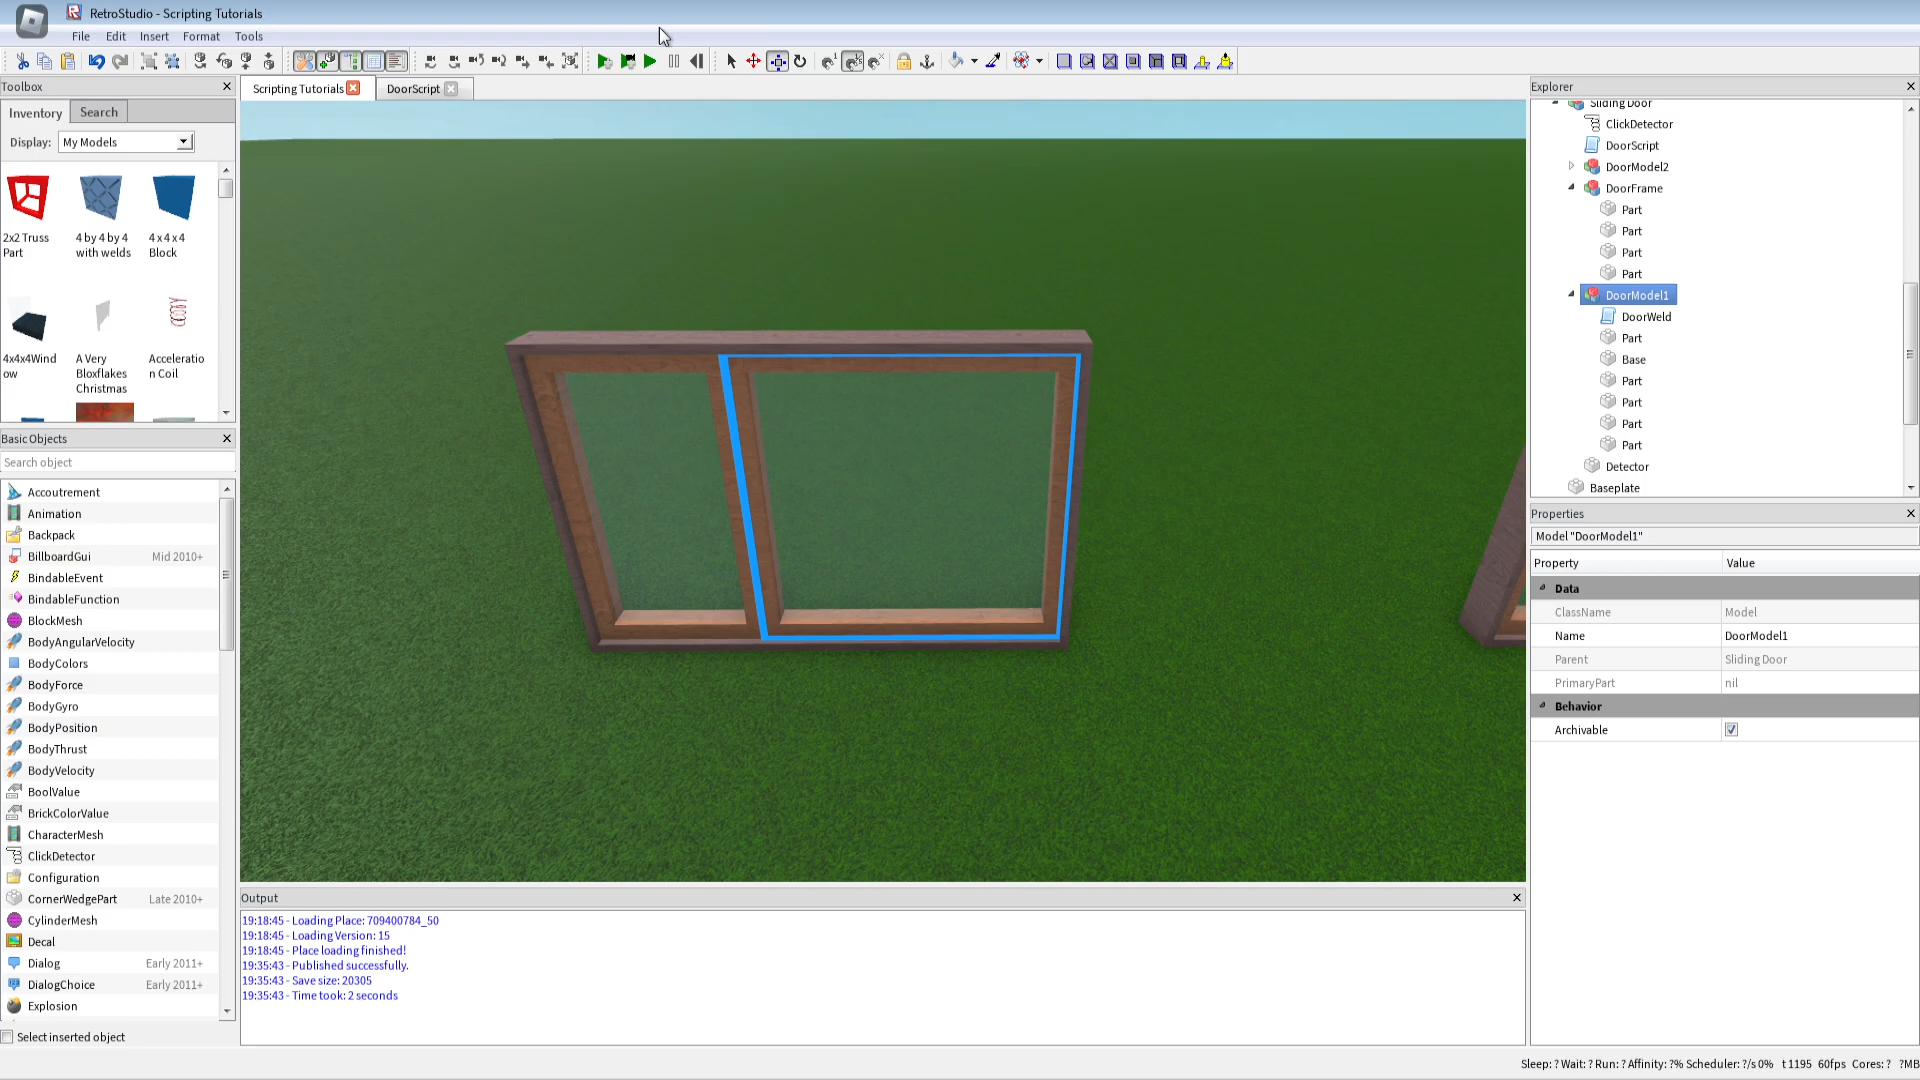 RetroStudio - Scripting Tutorials
File Edit Insert Format Tools
Toolbox
Inventory Search
Display: My Models
2x2 Truss Part
4 by 4 by 4 with welds
4 x 4 x 4 Block
4x4x4Window
A Very Bloxflakes Christmas
Acceleration Coil
Basic Objects
Search object
Accoutrement
Animation
Backpack
BillboardGui Mid 2010+
BindableEvent
BindableFunction
BlockMesh
BodyAngularVelocity
BodyColors
BodyForce
BodyGyro
BodyPosition
BodyThrust
BodyVelocity
BoolValue
BrickColorValue
CharacterMesh
ClickDetector
Configuration
CornerWedgePart Late 2010+
CylinderMesh
Decal
Dialog Early 2011+
DialogChoice Early 2011+
Explosion
Select inserted object
Scripting Tutorials
DoorScript
Output
19:18:45 - Loading Place: 709400784_50
19:18:45 - Loading Version: 15
19:18:45 - Place loading finished!
19:35:43 - Published successfully.
19:35:43 - Save size: 20305
19:35:43 - Time took: 2 seconds
Explorer
Sliding Door
ClickDetector
DoorScript
DoorModel2
DoorFrame
Part
Part
Part
Part
DoorModel1
DoorWeld
Part
Base
Part
Part
Part
Part
Detector
Baseplate
Properties
Model "DoorModel1"
Property Value
Data
ClassName Model
Name DoorModel1
Parent Sliding Door
PrimaryPart nil
Behavior
Archivable
Sleep: ? Wait: ? Run: ? Affinity: ?% Scheduler: ?/s 0% t 1195 60fps Cores: ? ?MB